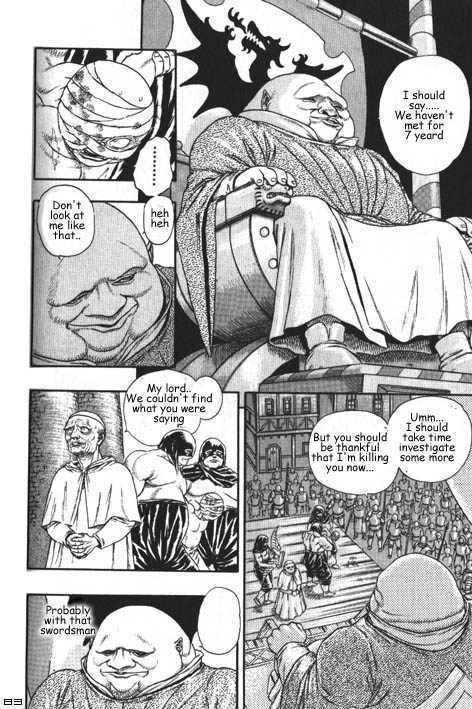 I should
say.....
We haven't
met for
7 yeard
........
heh
heh
Don't
look at
me like
that..
My lord..
We couldn't find
what you were
saying
Umm..
I should
take time
investigate
some more
But you should
be thankful
that I'm killing
you now...
Probably
with that
swordsman
83